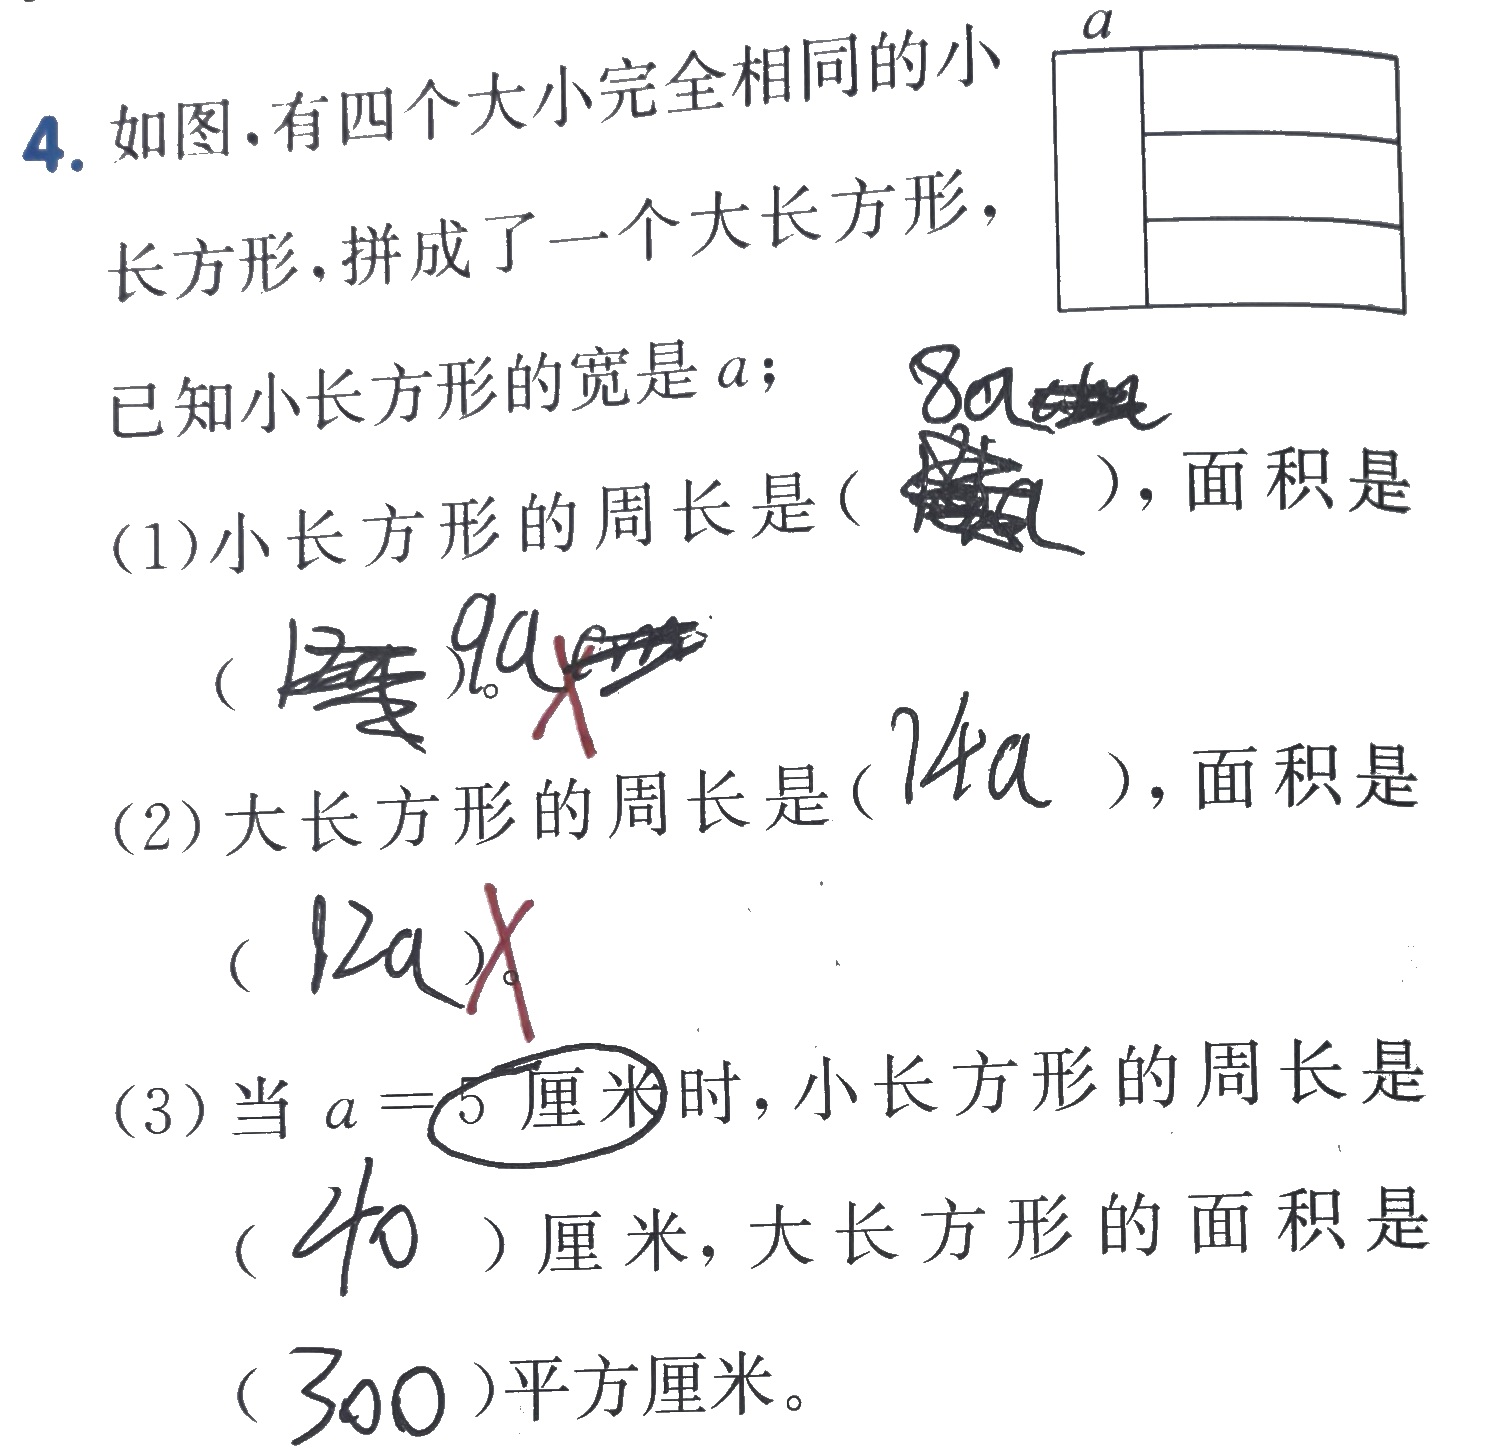 a
4. 如图,有四个大小完全相同的小
长方形,拼成了一个大长方形,
已知小长方形的宽是a;
8a
(1)小长方形的周长是( ),面积是
( )。9a
(2)大长方形的周长是(14a),面积是
(12a)。
(3)当a=5厘米时,小长方形的周长是
(40)厘米,大长方形的面积是
(300)平方厘米。